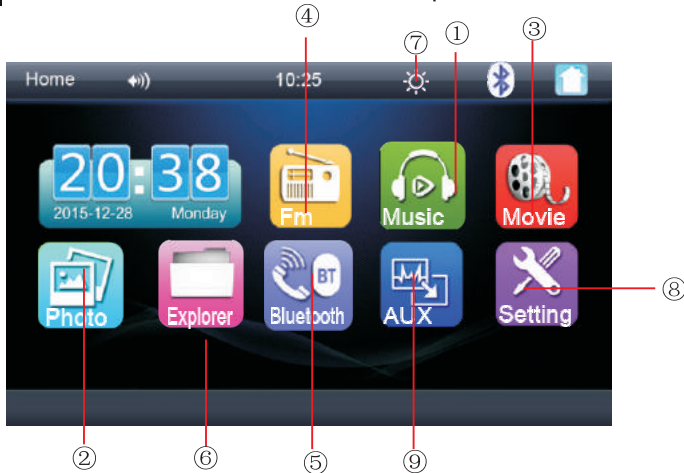 ④
⑦ ① ③
Home 10:25
20:38
2015-12-28 Monday
Fm Music Movie
BT
Photo Explorer Bluetooth AUX Setting
⑧
② ⑥ ⑤ ⑨